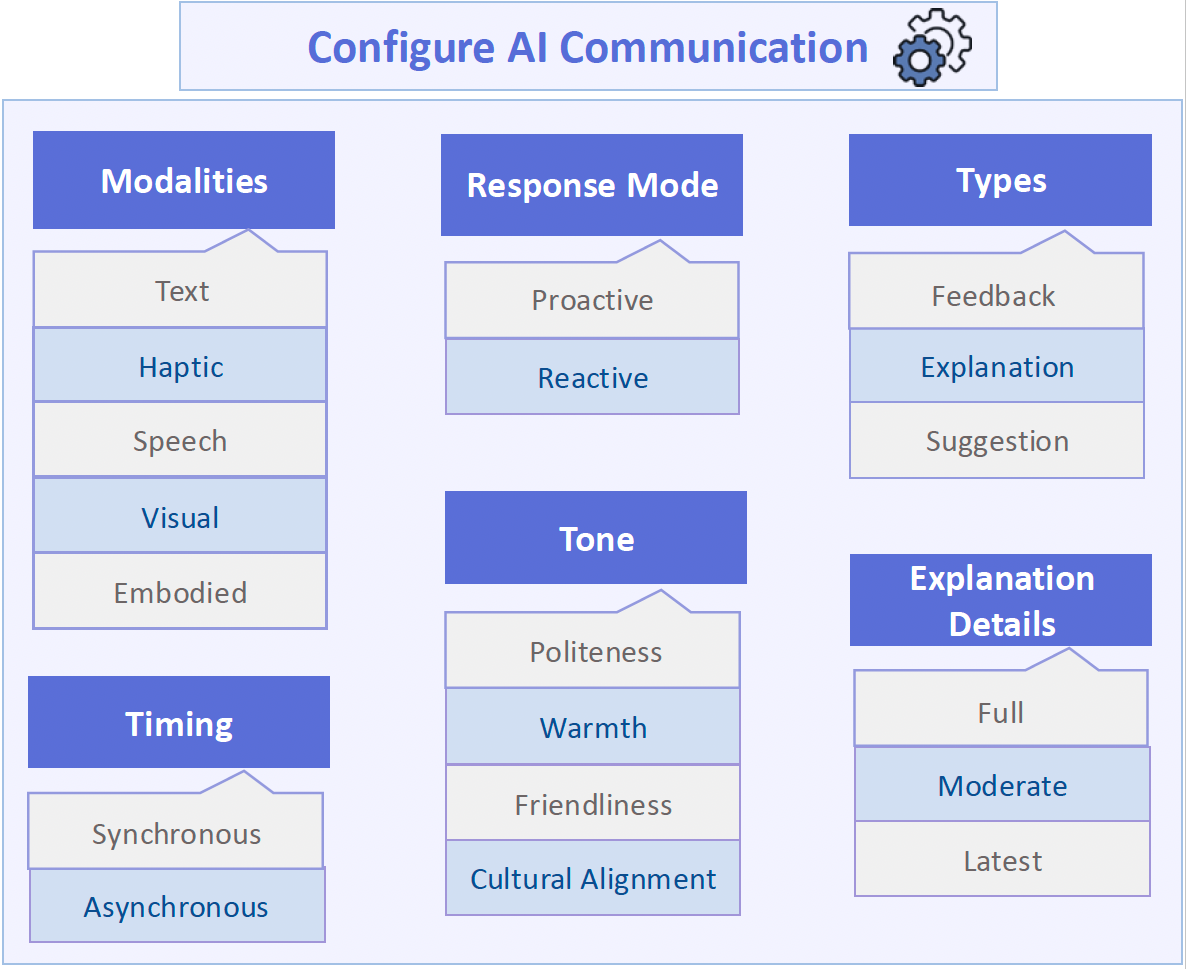 Configure AI Communication
Modalities
Text
Haptic
Speech
Visual
Embodied
Timing
Synchronous
Asynchronous
Response Mode
Proactive
Reactive
Tone
Politeness
Warmth
Friendliness
Cultural Alignment
Types
Feedback
Explanation
Suggestion
Explanation
Details
Full
Moderate
Latest